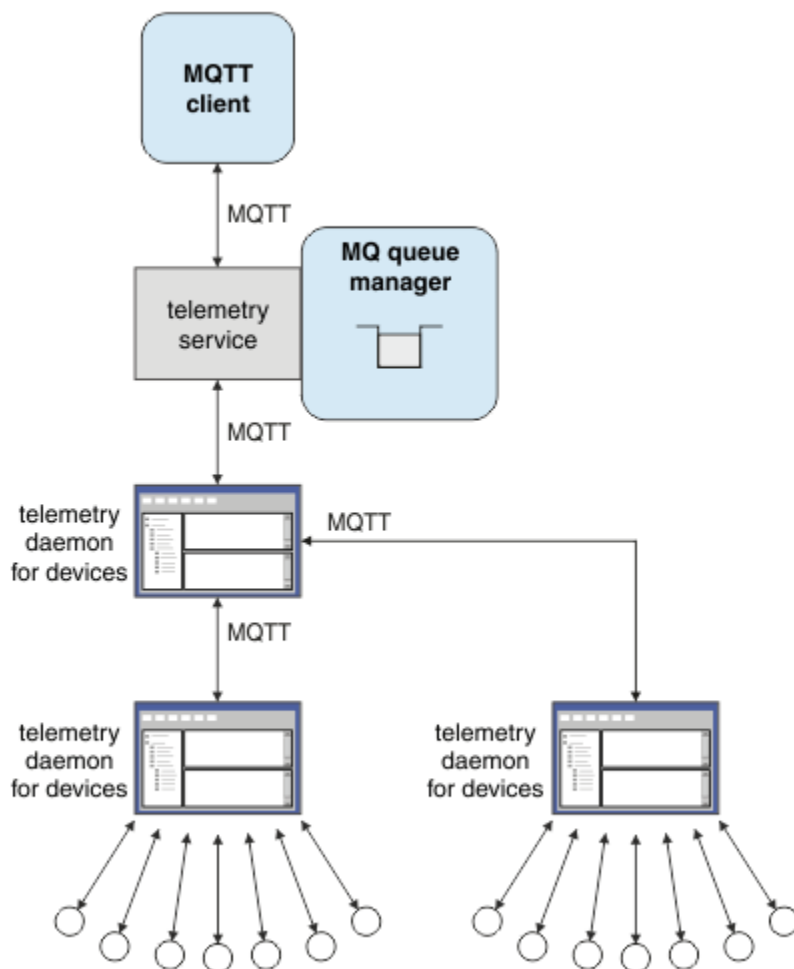 MQTT
client
MQTT
MQ queue
manager
telemetry
service
MQTT
telemetry
daemon
for devices
MQTT
MQTT
telemetry
daemon
for devices
telemetry
daemon
for devices